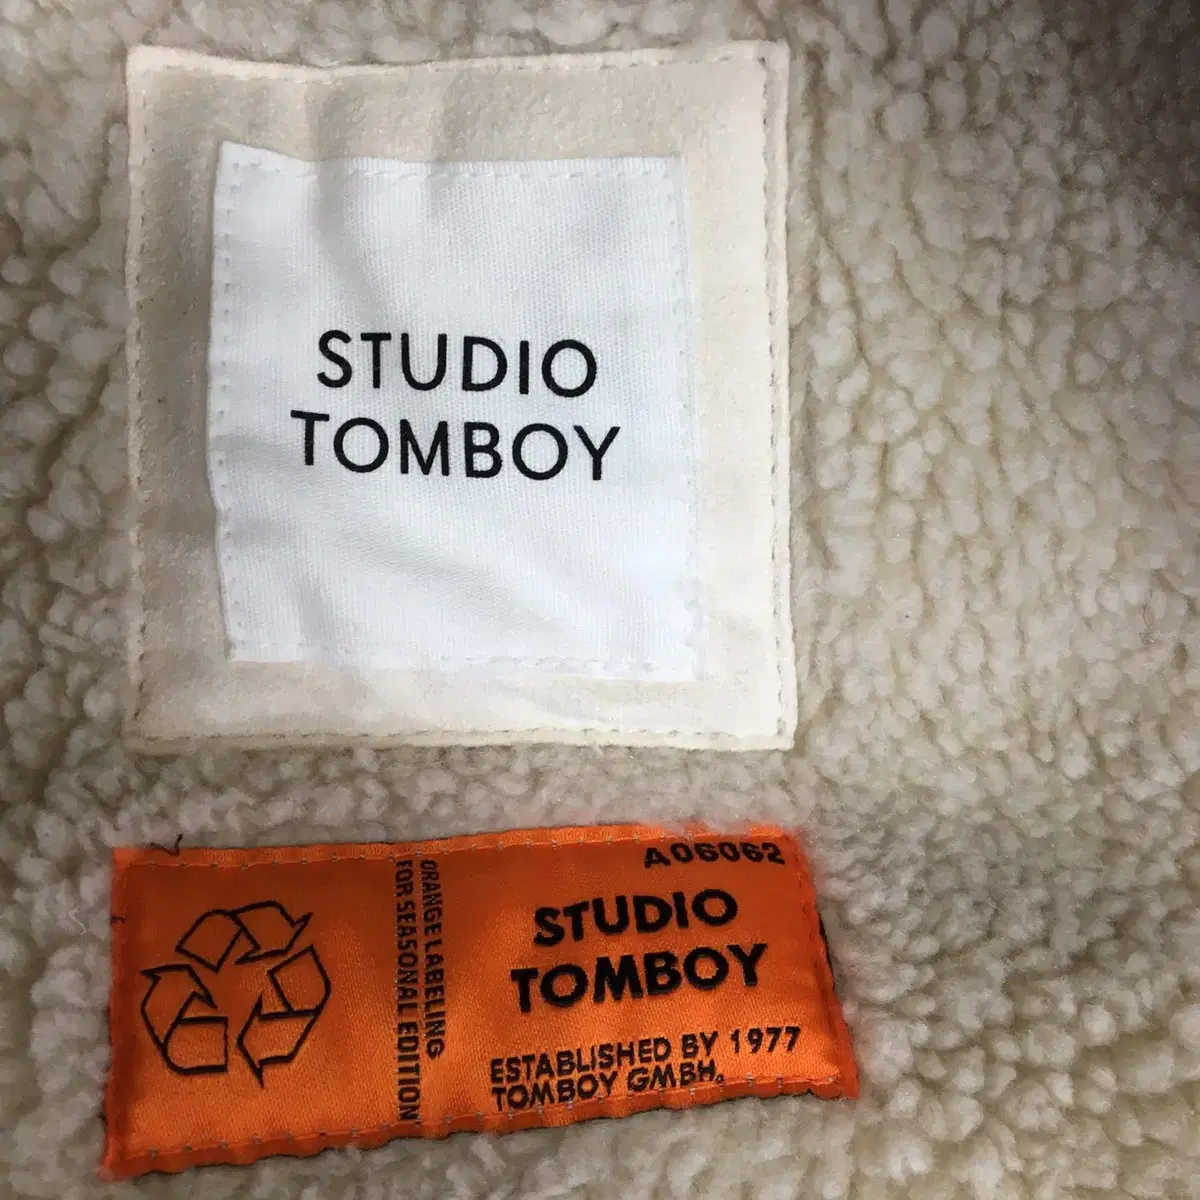 STUDIO
TOMBOY
ORANGE LABELING
FOR SEASONAL EDITION
A06062
STUDIO
TOMBOY
ESTABLISHED BY 1977
TOMBOY GMBH.